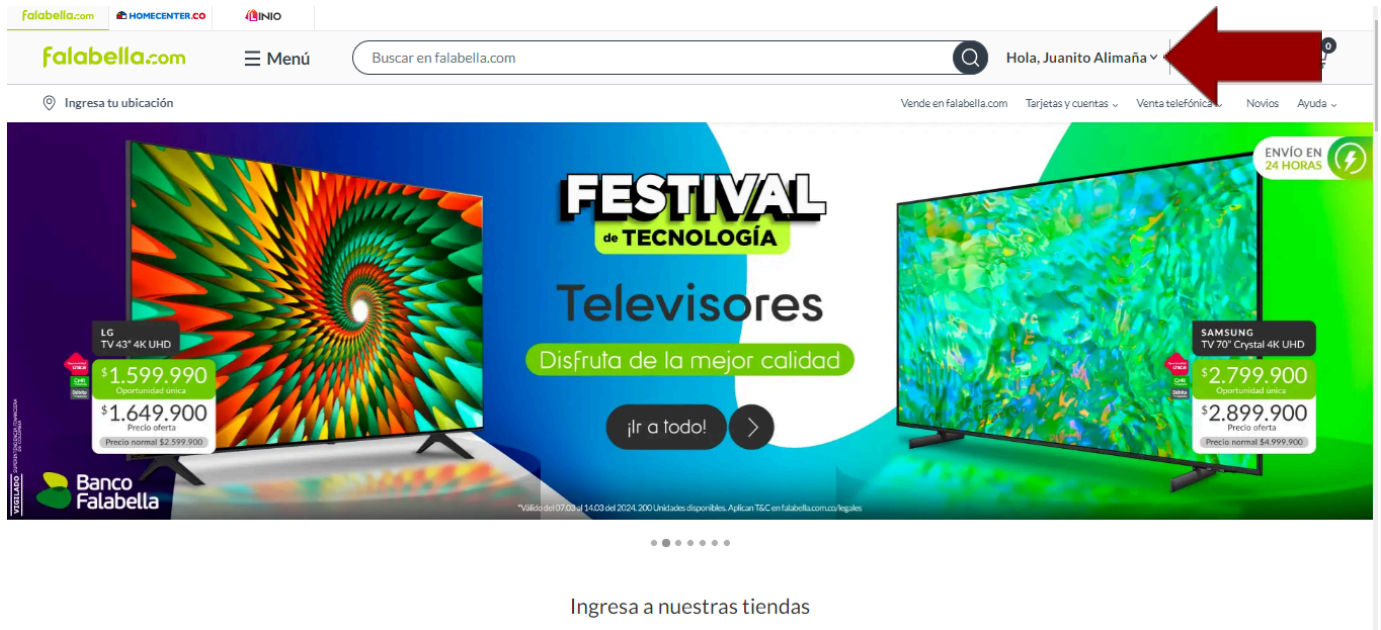 falabella.com HOMECENTER.CO LINIO
falabella.com Menú Buscar en falabella.com Hola, Juanito Alimaña 0
Ingresa tu ubicación Vende en falabella.com Tarjetas y cuentas Venta telefónica Novios Ayuda
ENVÍO EN
24 HORAS
FESTIVAL
de TECNOLOGÍA
Televisores
Disfruta de la mejor calidad
¡Ir a todo!
LG
TV 43" 4K UHD
$1.599.990
Oportunidad única
$1.649.900
Precio oferta
Precio normal $2.599.900
SAMSUNG
TV 70" Crystal 4K UHD
$2.799.900
Oportunidad única
$2.899.900
Precio oferta
Precio normal $4.999.900
VIGILADO
Banco
Falabella
*Válido del 07.03 al 14.03 del 2024. 200 Unidades disponibles. Aplican T&C en falabella.com.co/legales
Ingresa a nuestras tiendas